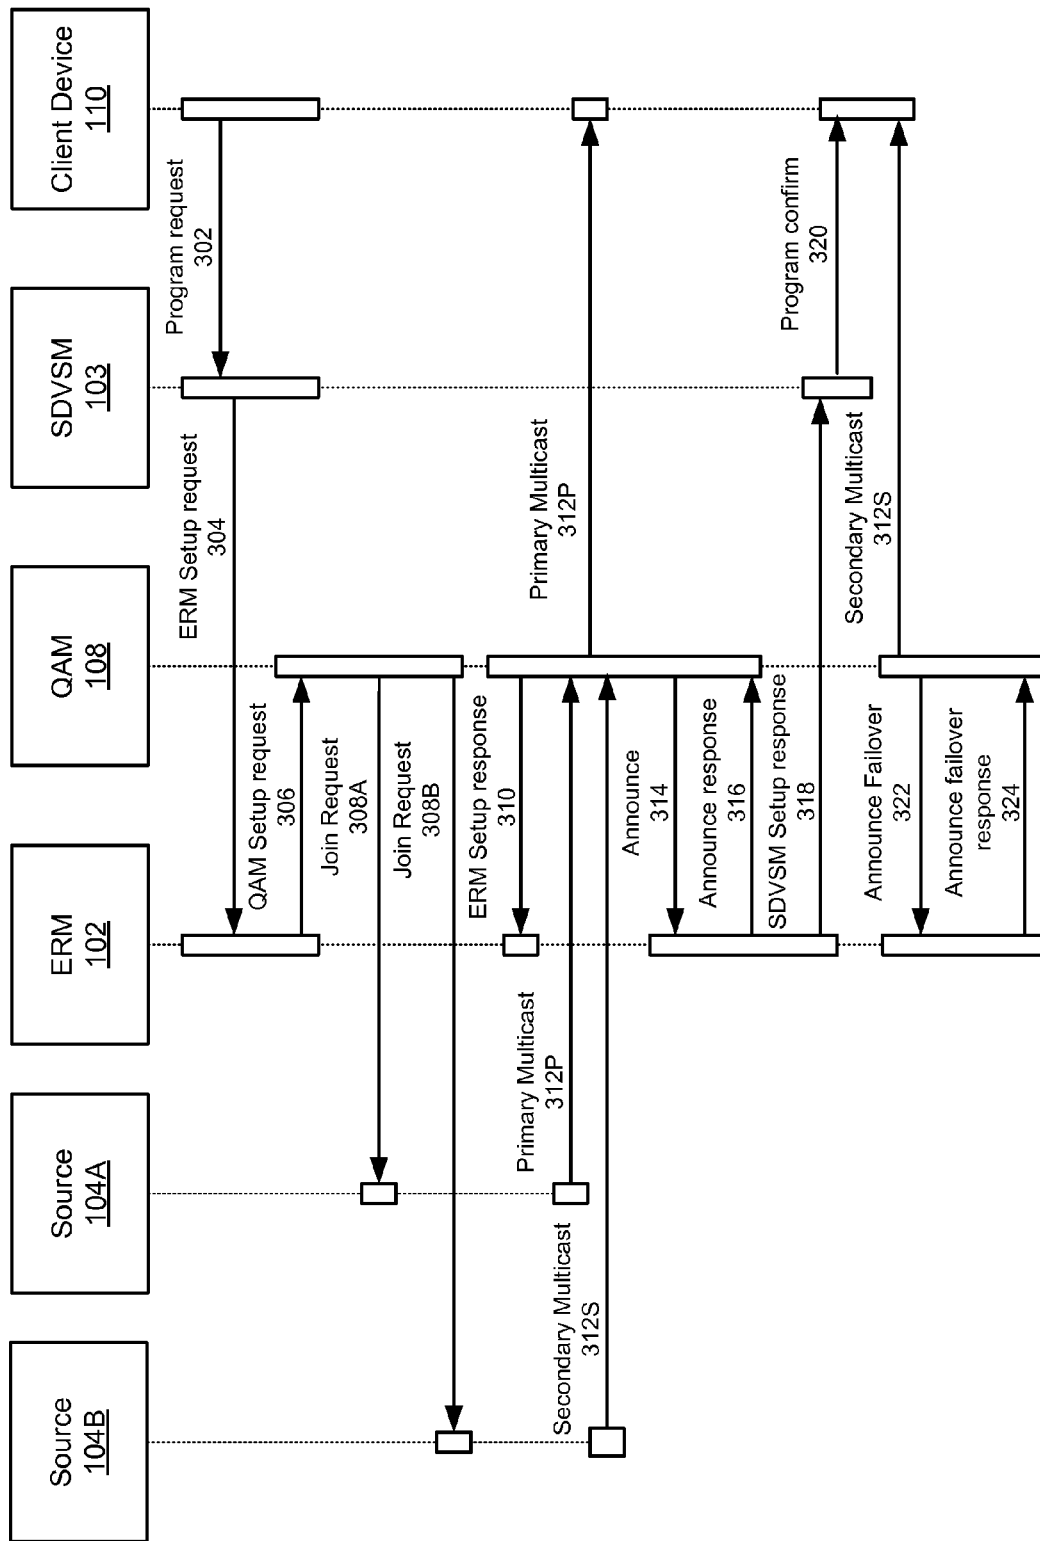 Source
104B
Source
104A
ERM
102
QAM
108
SDVSM
103
Client Device
110
Program request
302
ERM Setup request
304
QAM Setup request
306
Join Request
308A
Join Request
308B
ERM Setup response
310
Primary Multicast
312P
Primary Multicast
312P
Secondary Multicast
312S
Announce
314
Announce response
316
SDVSM Setup response
318
Program confirm
320
Secondary Multicast
312S
Announce Failover
322
Announce failover
response
324